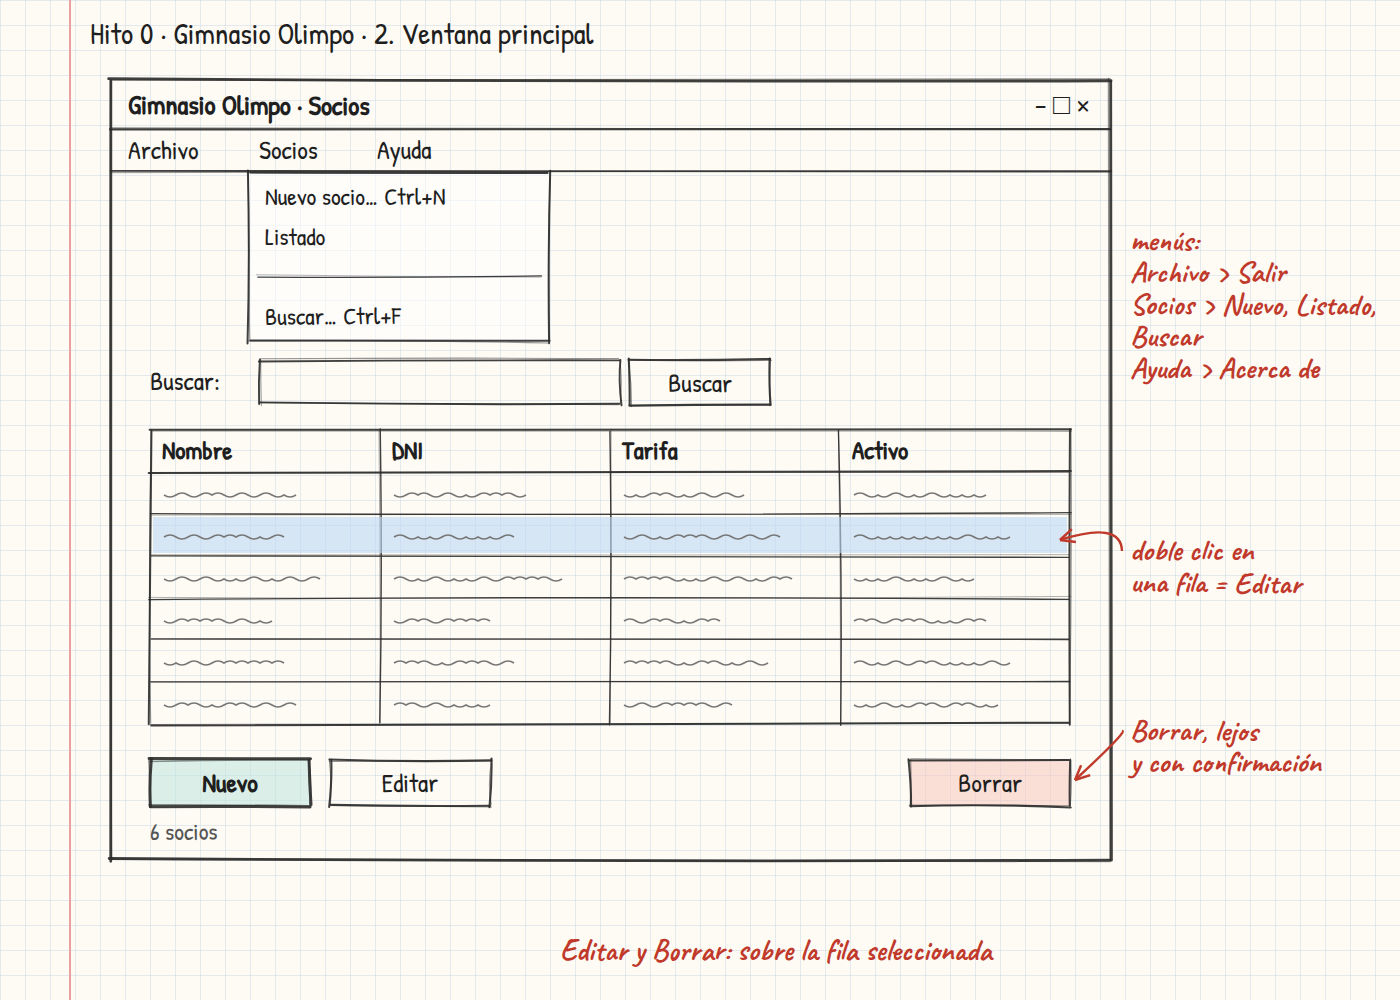 Hito 0 · Gimnasio Olimpo · 2. Ventana principal
Gimnasio Olimpo · Socios
– □ ×
Archivo Socios Ayuda
Nuevo socio... Ctrl+N
Listado
Buscar... Ctrl+F
menús:
Archivo > Salir
Socios > Nuevo, Listado,
Buscar
Ayuda > Acerca de
Buscar: Buscar
Nombre DNI Tarifa Activo
doble clic en
una fila = Editar
Borrar, lejos
y con confirmación
Nuevo Editar Borrar
6 socios
Editar y Borrar: sobre la fila seleccionada